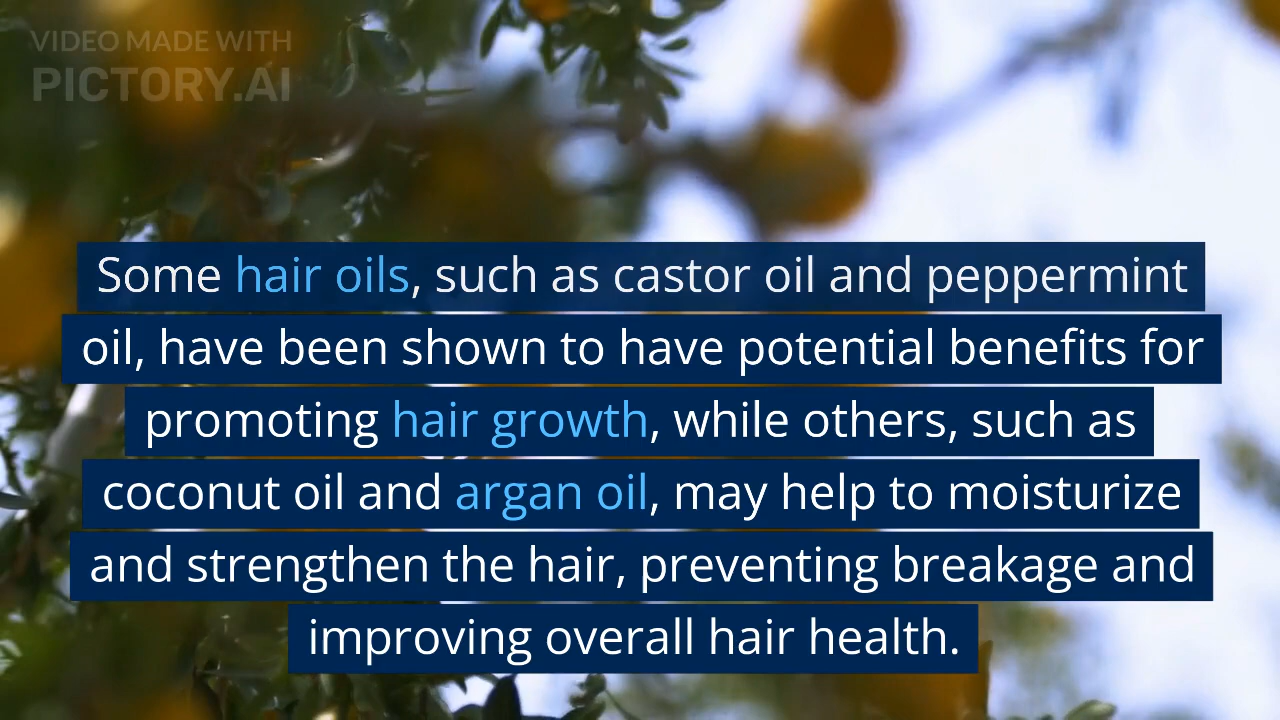 VIDEO MADE WITH
PICTORY.AI
Some hair oils, such as castor oil and peppermint
oil, have been shown to have potential benefits for
promoting hair growth, while others, such as
coconut oil and argan oil, may help to moisturize
and strengthen the hair, preventing breakage and
improving overall hair health.